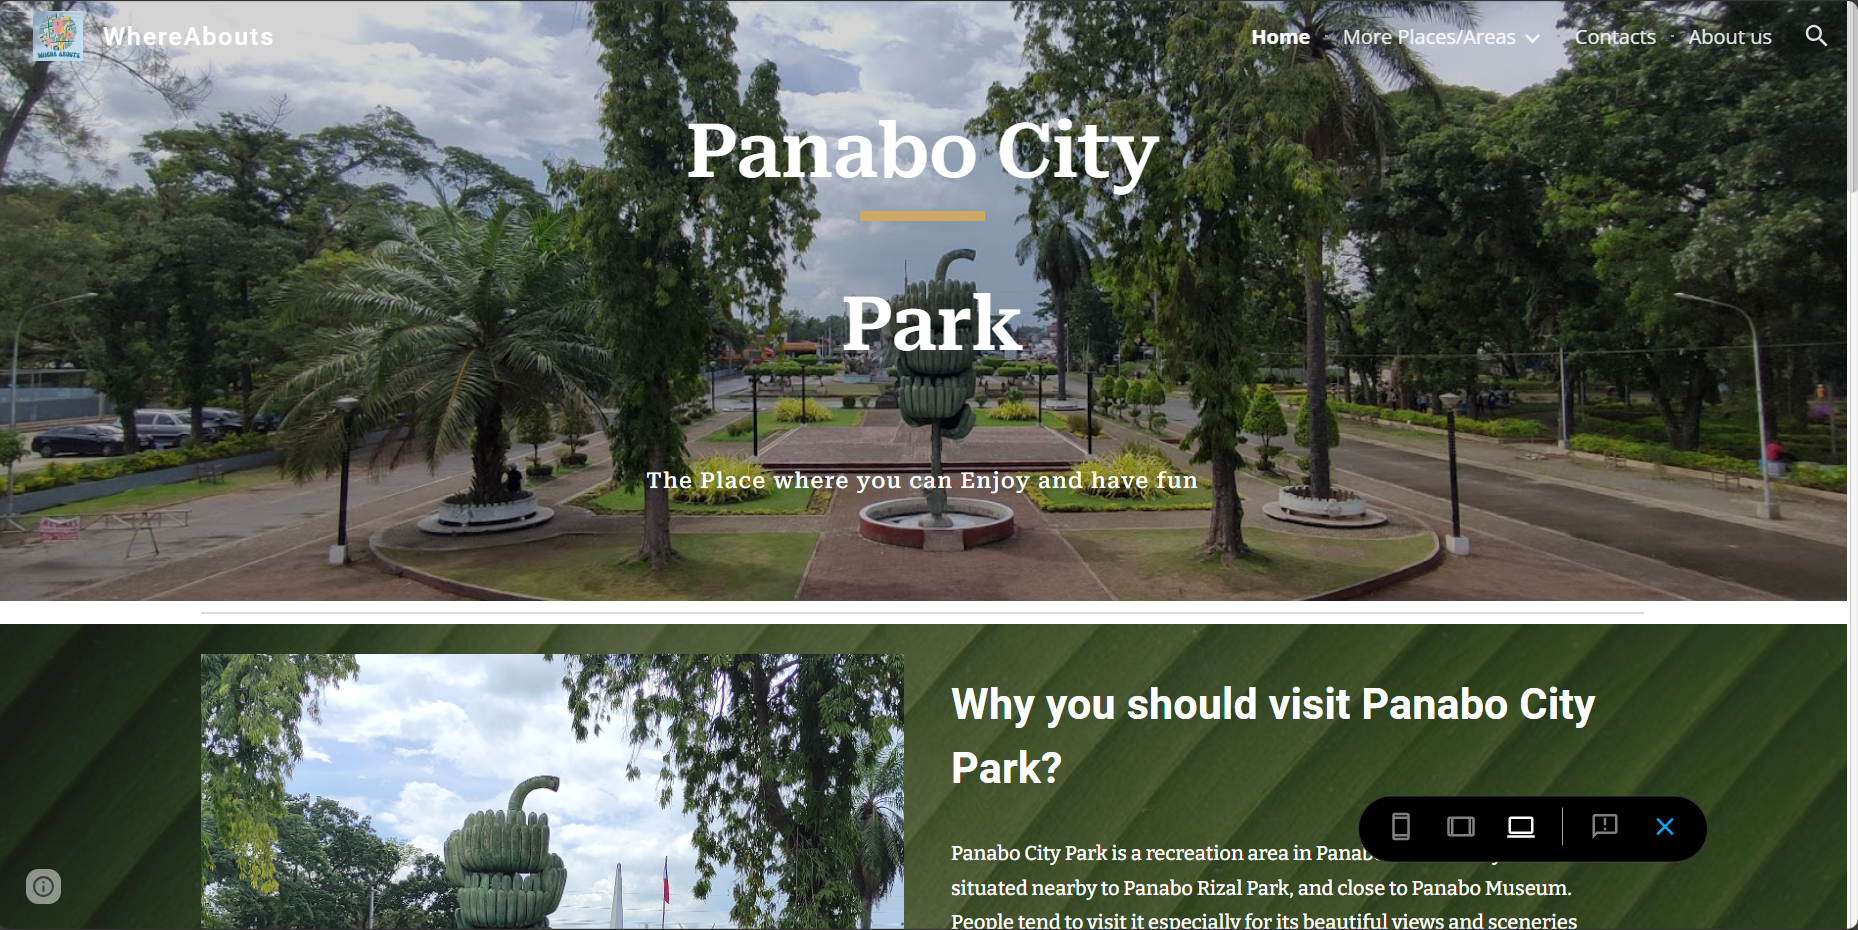 WHERE ABOUTS
WhereAbouts
Home
More Places/Areas
Contacts
About us
Panabo City
Park
The Place where you can Enjoy and have fun
Why you should visit Panabo City
Park?
Panabo City Park is a recreation area in
situated nearby to Panabo Rizal Park, and close to Panabo Museum.
People tend to visit it especially for its beautiful views and sceneries